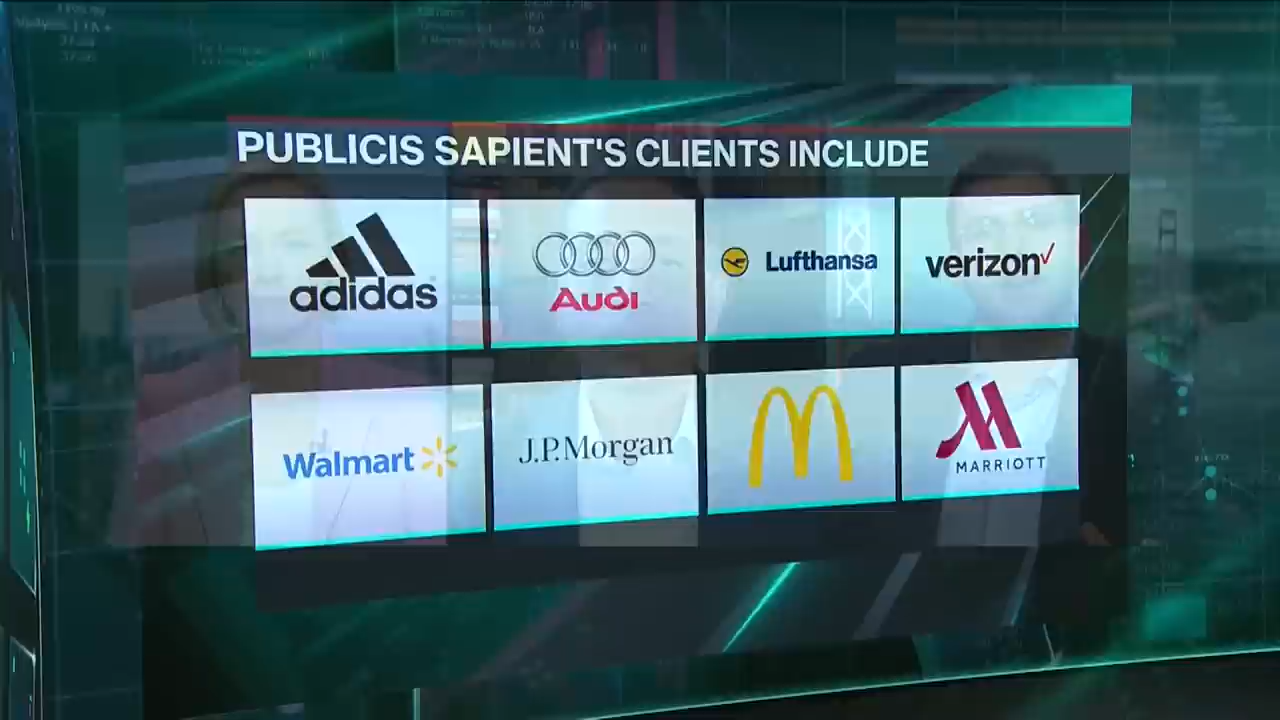 PUBLICIS SAPIENT'S CLIENTS INCLUDE
adidas
Audi
Lufthansa
verizon
Walmart
J.P.Morgan
MARRIOTT